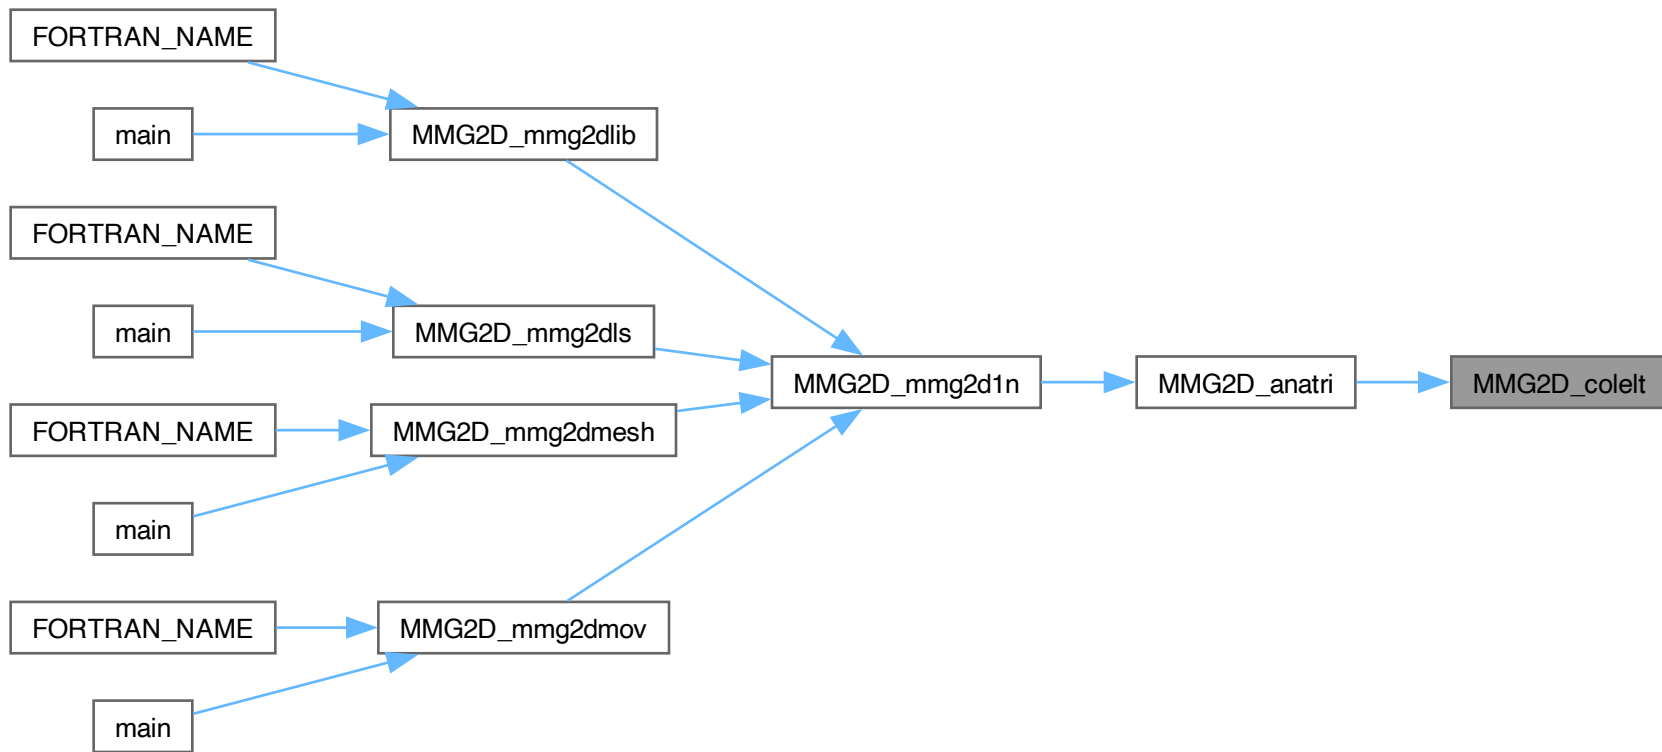 FORTRAN_NAME
main
MMG2D_mmg2dlib
FORTRAN_NAME
main
MMG2D_mmg2dls
MMG2D_mmg2d1n
MMG2D_anatri
MMG2D_colelt
FORTRAN_NAME
MMG2D_mmg2dmesh
main
FORTRAN_NAME
MMG2D_mmg2dmov
main